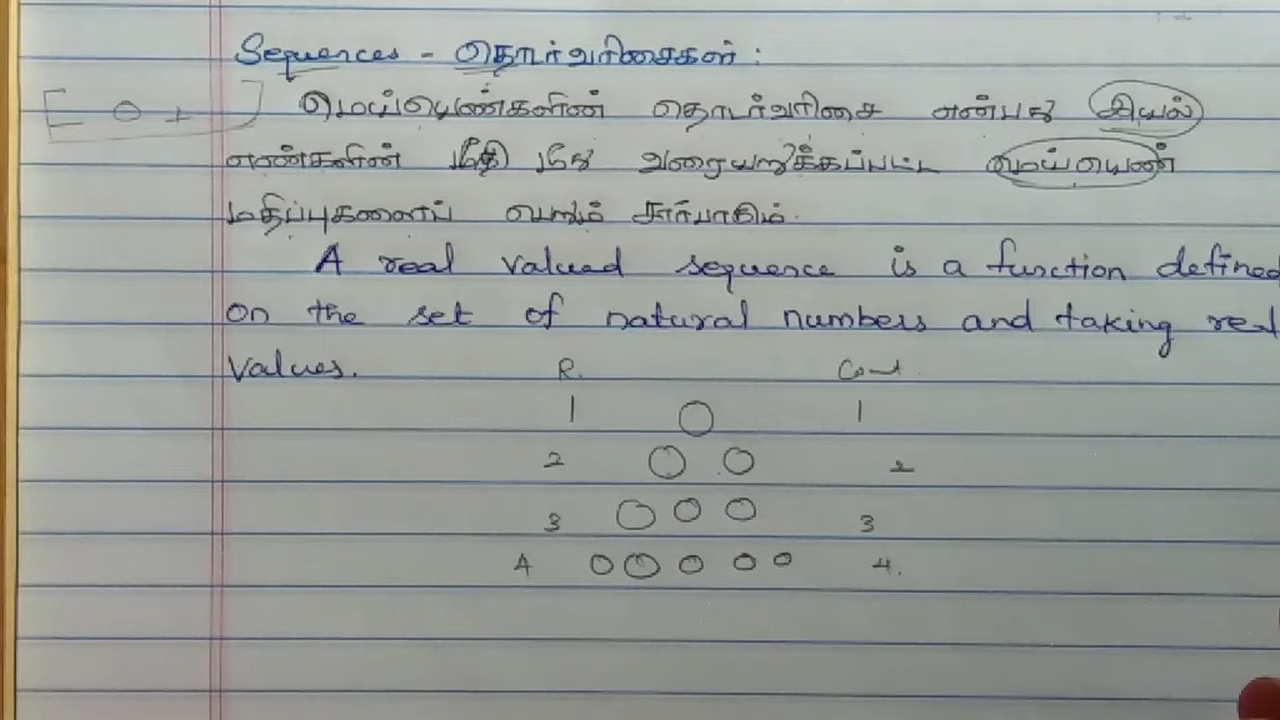 Sequences - தொடர்வரிசைகள் :
மெய்யெண்களின் தொடர்வரிசை என்பது இயல்
எண்களின் மீது வரையறுக்கப்பட்ட மெய்யெண்
மதிப்புகளைப் பெறும் சார்பாகும்.
A real valued sequence is a function defined
on the set of natural numbers and taking real
values. R. Count
1 1
2 2
3 3
4 4.